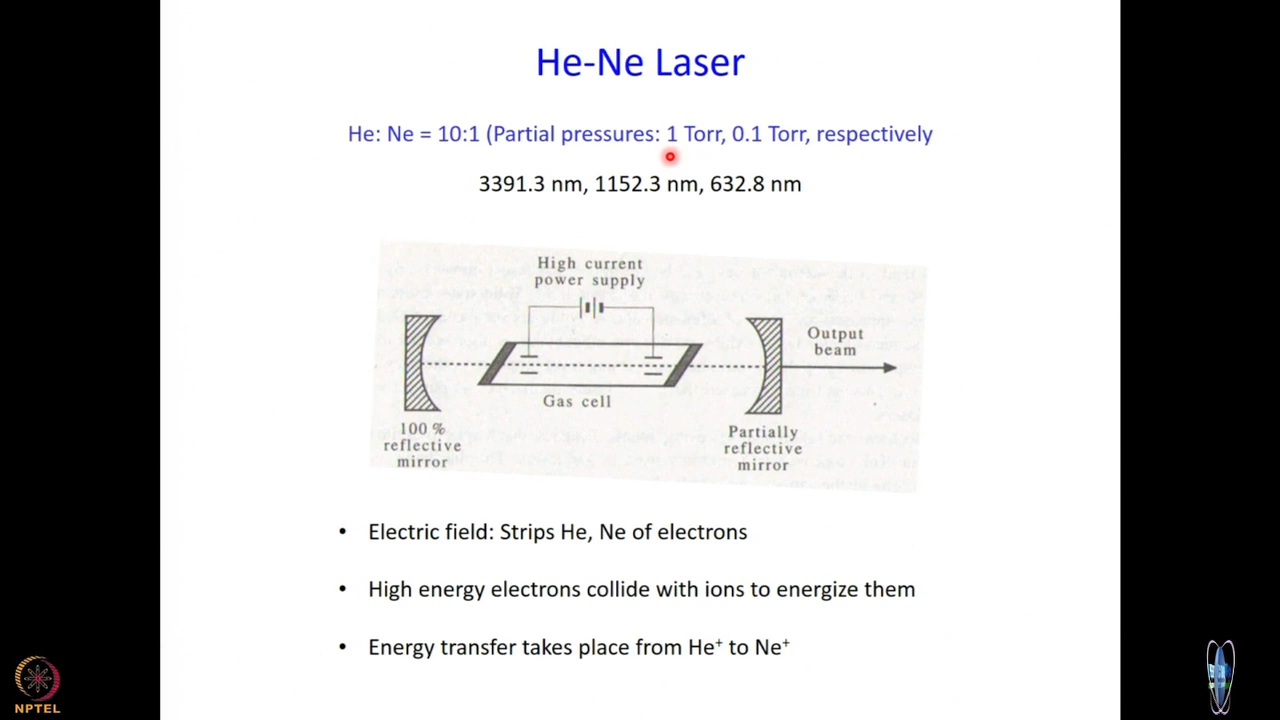 He-Ne Laser
He: Ne = 10:1 (Partial pressures: 1 Torr, 0.1 Torr, respectively
3391.3 nm, 1152.3 nm, 632.8 nm
High current
power supply
Output
beam
Gas cell
100 %
reflective
mirror
Partially
reflective
mirror
• Electric field: Strips He, Ne of electrons
• High energy electrons collide with ions to energize them
• Energy transfer takes place from He⁺ to Ne⁺
NPTEL